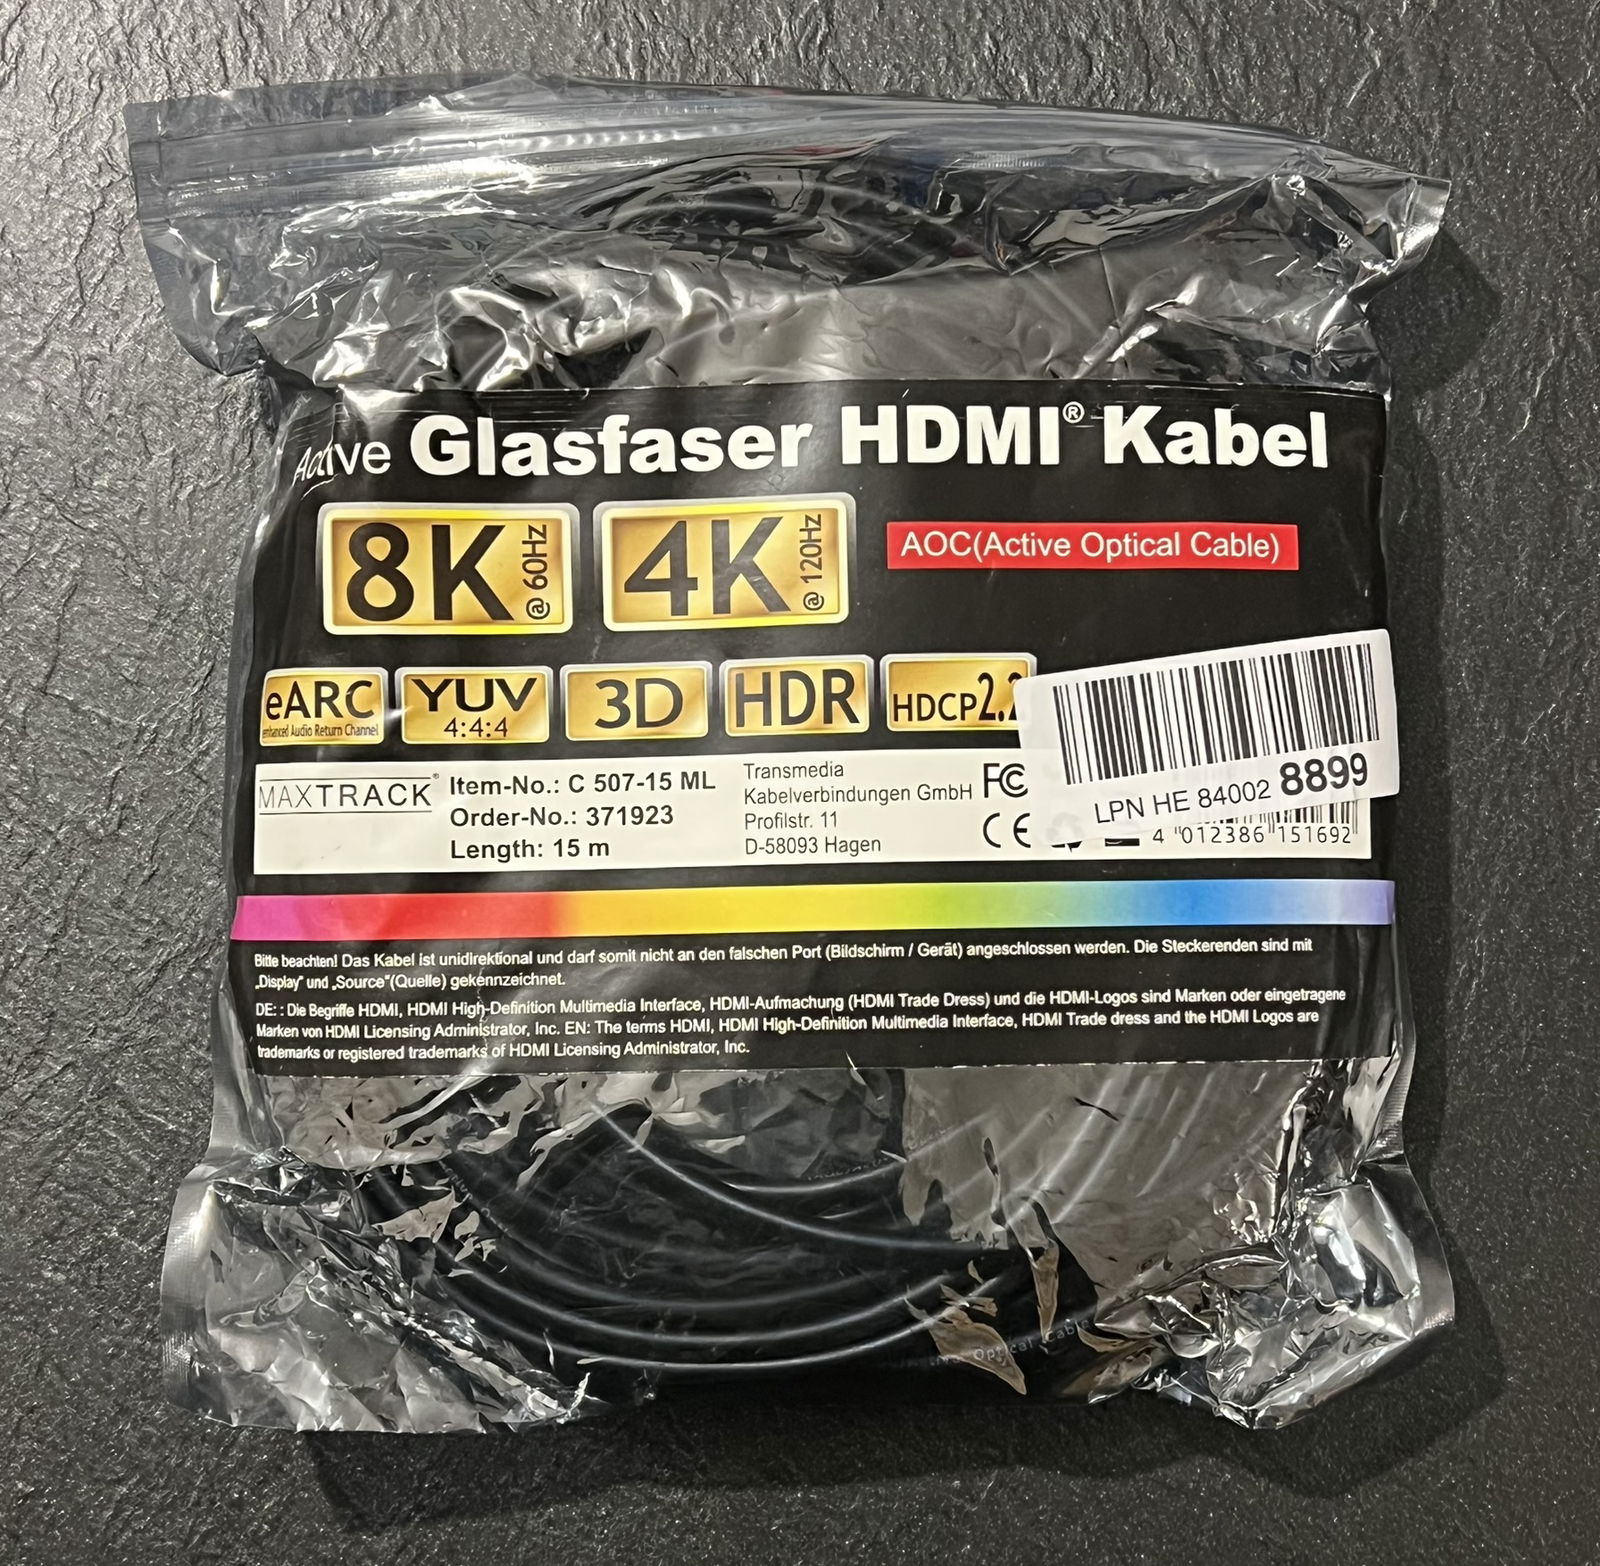 Active Glasfaser HDMI® Kabel
8K @ 60Hz
4K @ 120Hz
AOC(Active Optical Cable)
eARC
enhanced Audio Return Channel
YUV
4:4:4
3D
HDR
HDCP2.2
MAXTRACK®
Item-No.: C 507-15 ML
Order-No.: 371923
Length: 15 m
Transmedia
Kabelverbindungen GmbH
Profilstr. 11
D-58093 Hagen
FC
CE
LPN HE 84002 8899
4 012386 151692
Bitte beachten! Das Kabel ist unidirektional und darf somit nicht an den falschen Port (Bildschirm / Gerät) angeschlossen werden. Die Steckerenden sind mit
„Display" und „Source"(Quelle) gekennzeichnet.
DE: : Die Begriffe HDMI, HDMI High-Definition Multimedia Interface, HDMI-Aufmachung (HDMI Trade Dress) und die HDMI-Logos sind Marken oder eingetragene
Marken von HDMI Licensing Administrator, Inc. EN: The terms HDMI, HDMI High-Definition Multimedia Interface, HDMI Trade dress and the HDMI Logos are
trademarks or registered trademarks of HDMI Licensing Administrator, Inc.
Optical Cable